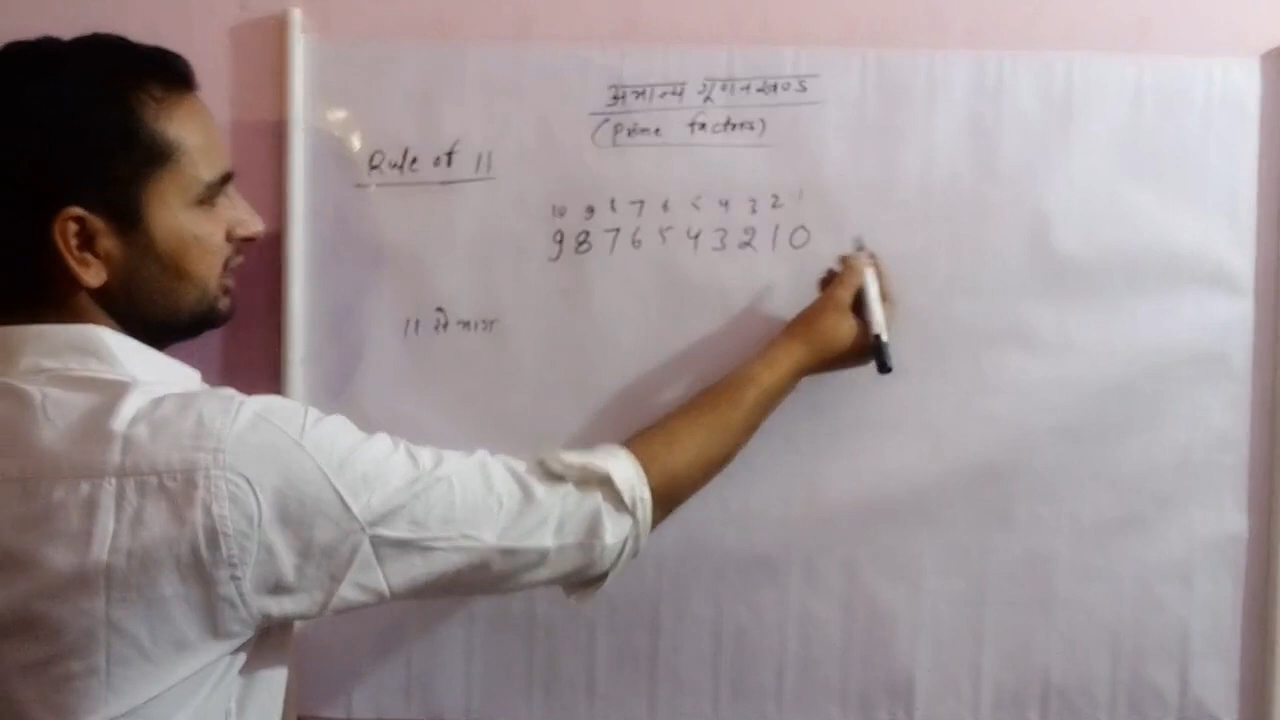 अभाज्य गूणनखण्ड
(Prime factors)
Rule of 11
10 9 8 7 6 5 4 3 2 1
9 8 7 6 5 4 3 2 1 0
11 से भाग